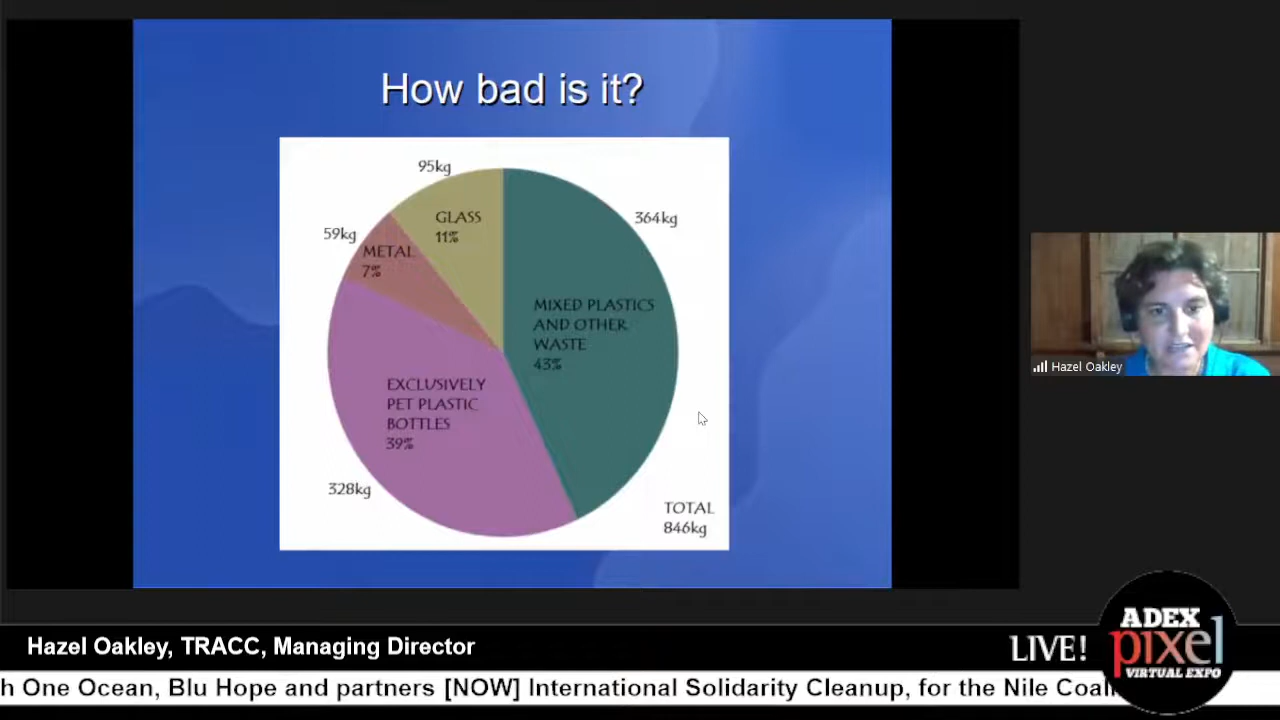 How bad is it?
95kg
GLASS
11%
364kg
59kg
METAL
7%
MIXED PLASTICS
AND OTHER
WASTE
43%
EXCLUSIVELY
PET PLASTIC
BOTTLES
39%
328kg
TOTAL
846kg
Hazel Oakley
Hazel Oakley, TRACC, Managing Director
LIVE!
ADEX
pixel
VIRTUAL EXPO
h One Ocean, Blu Hope and partners [NOW] International Solidarity Cleanup, for the Nile Coali